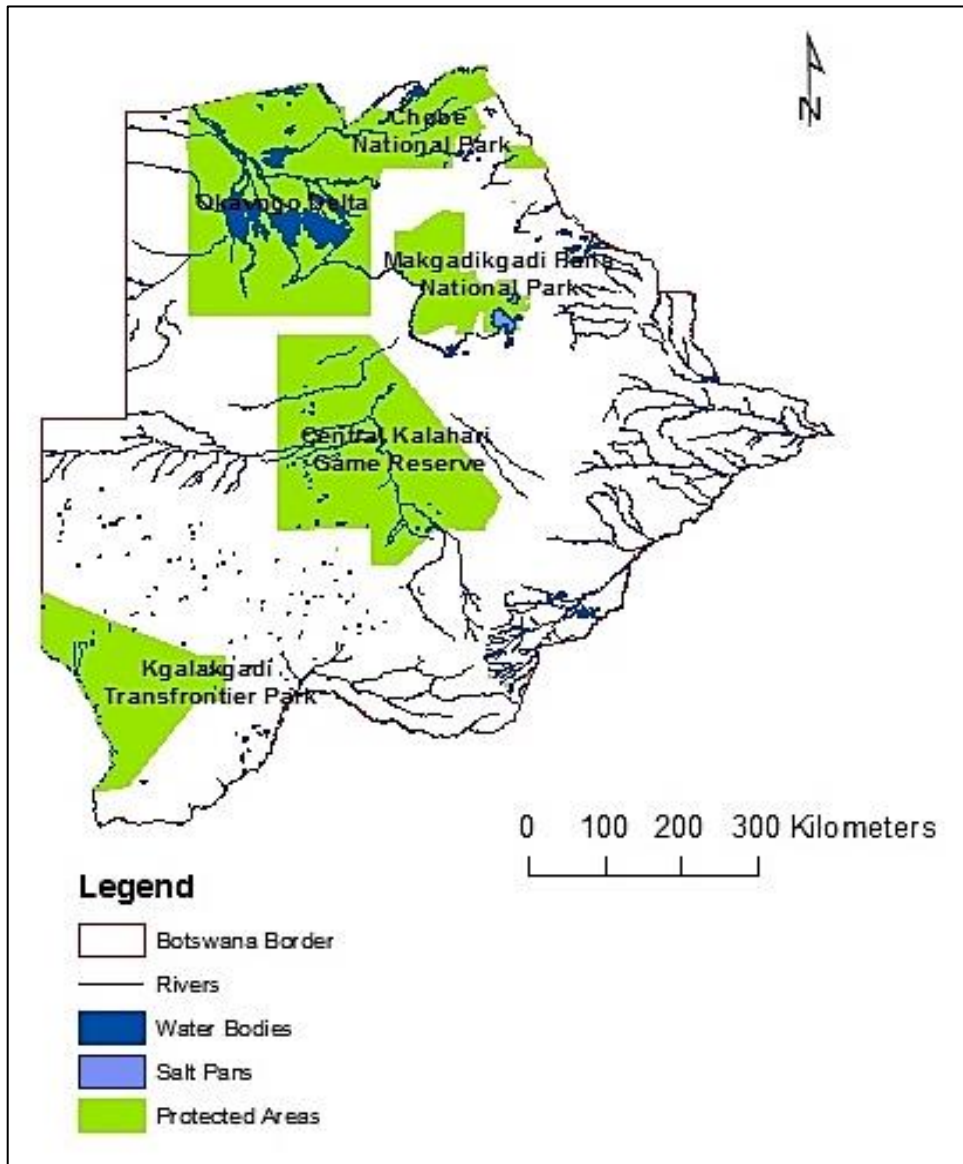 N
Chobe
National Park
Okavngo Delta
Makgadikgadi Pans
National Park
Central Kalahari
Game Reserve
Kgalakgadi
Transfrontier Park
0 100 200 300 Kilometers
Legend
Botswana Border
Rivers
Water Bodies
Salt Pans
Protected Areas